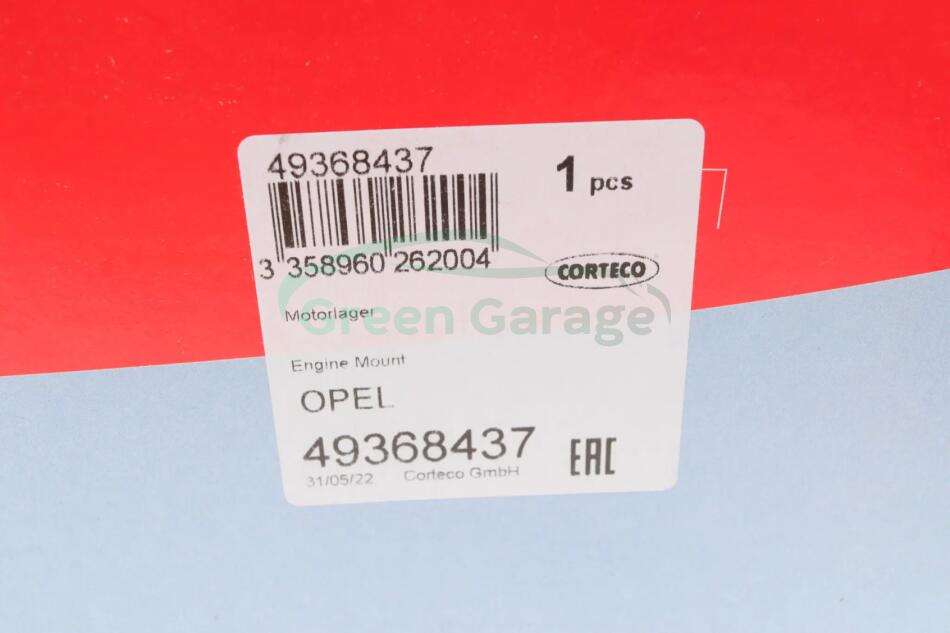 49368437
1 pcs
3 358960 262004
CORTECO
Motorlager
Green Garage
Engine Mount
OPEL
49368437
EAC
31/05/22 Corteco GmbH